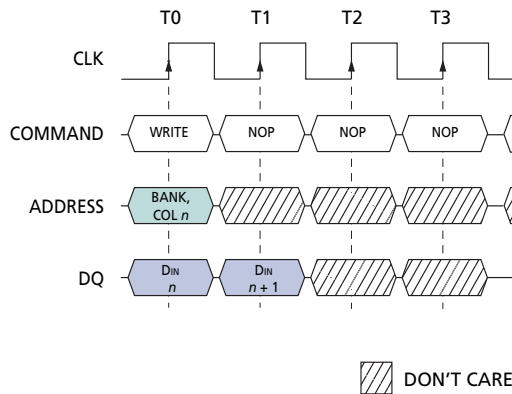 T0 T1 T2 T3
CLK
COMMAND WRITE NOP NOP NOP
ADDRESS BANK,
COL n
DQ DIN DIN
n n + 1
DON'T CARE